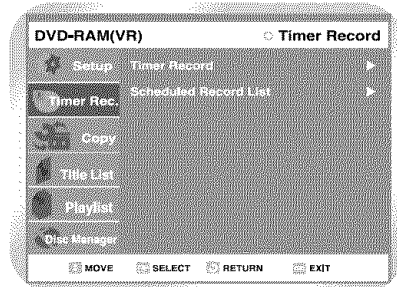 DVD-RAM(VR) Timer Record
Setup
Timer Record
Timer Rec.
Scheduled Record List
Copy
Title List
Playlist
Disc Manager
MOVE SELECT RETURN EXIT